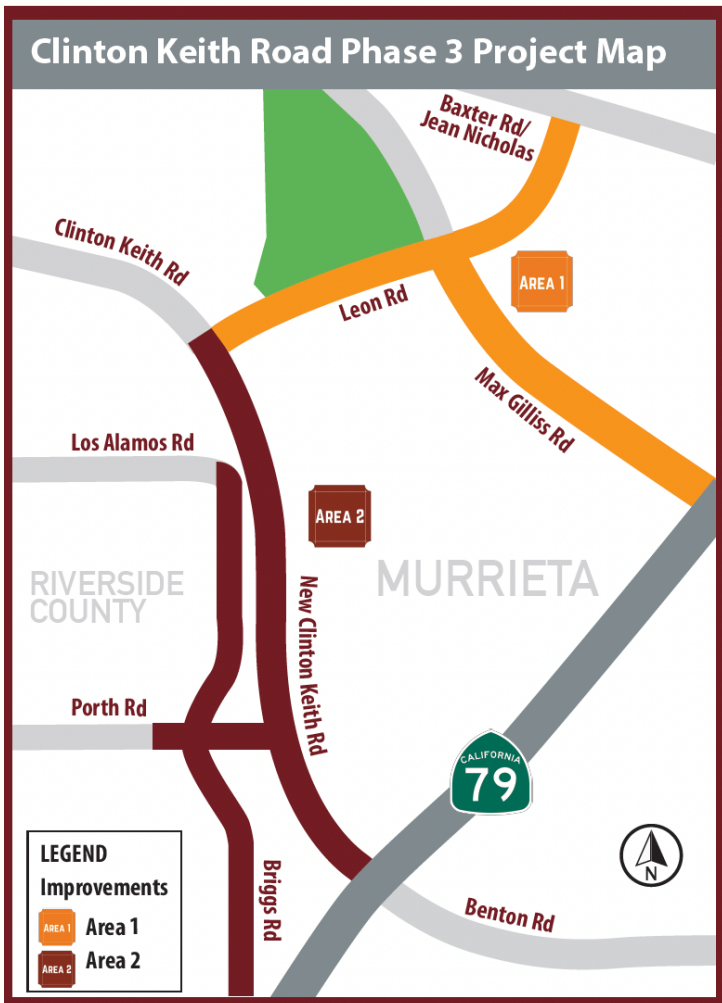 Clinton Keith Road Phase 3 Project Map
Baxter Rd/
Jean Nicholas
Clinton Keith Rd
AREA 1
Leon Rd
Max Gilliss Rd
Los Alamos Rd
AREA 2
RIVERSIDE
COUNTY
MURRIETA
New Clinton Keith Rd
Porth Rd
CALIFORNIA
79
LEGEND
Improvements
AREA 1 Area 1
AREA 2 Area 2
Briggs Rd
Benton Rd
N